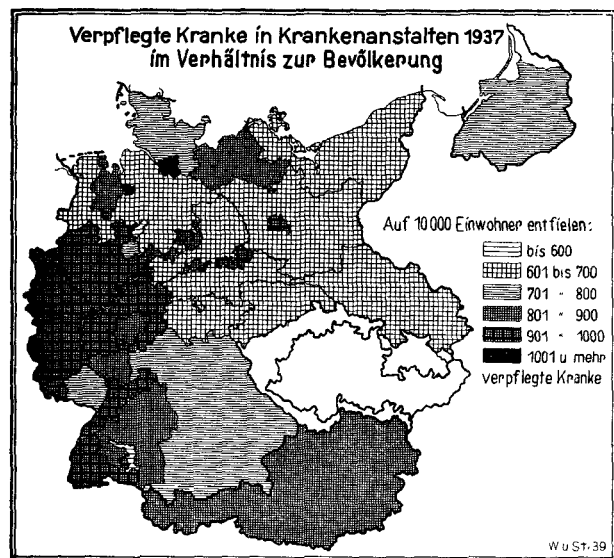 Verpflegte Kranke in Krankenanstalten 1937
im Verhältnis zur Bevölkerung
Auf 10 000 Einwohner entfielen:
bis 600
601 bis 700
701 " 800
801 " 900
901 " 1000
1001 u mehr
verpflegte Kranke
W u St. 39